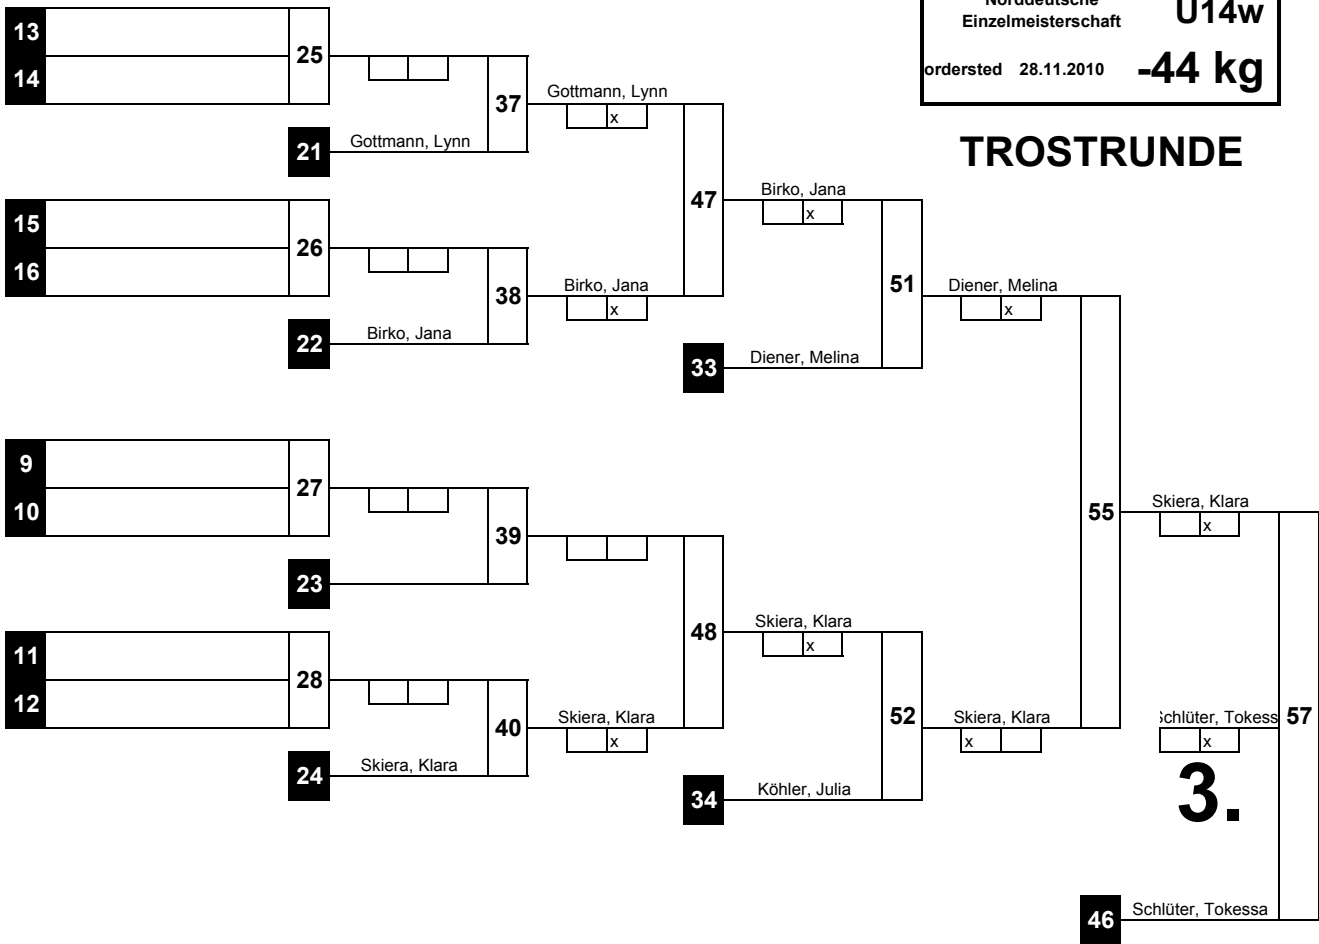 Norddeutsche
Einzelmeisterschaft
U14w
ordersted 28.11.2010
-44 kg
TROSTRUNDE
13
14
25
21
Gottmann, Lynn
37
Gottmann, Lynn
x
15
16
26
22
Birko, Jana
38
Birko, Jana
x
47
Birko, Jana
x
33
Diener, Melina
51
Diener, Melina
x
9
10
27
23
39
11
12
28
24
Skiera, Klara
40
Skiera, Klara
x
48
Skiera, Klara
x
34
Köhler, Julia
52
Skiera, Klara
x
55
Skiera, Klara
x
chlüter, Tokess
x
57
3.
46
Schlüter, Tokessa